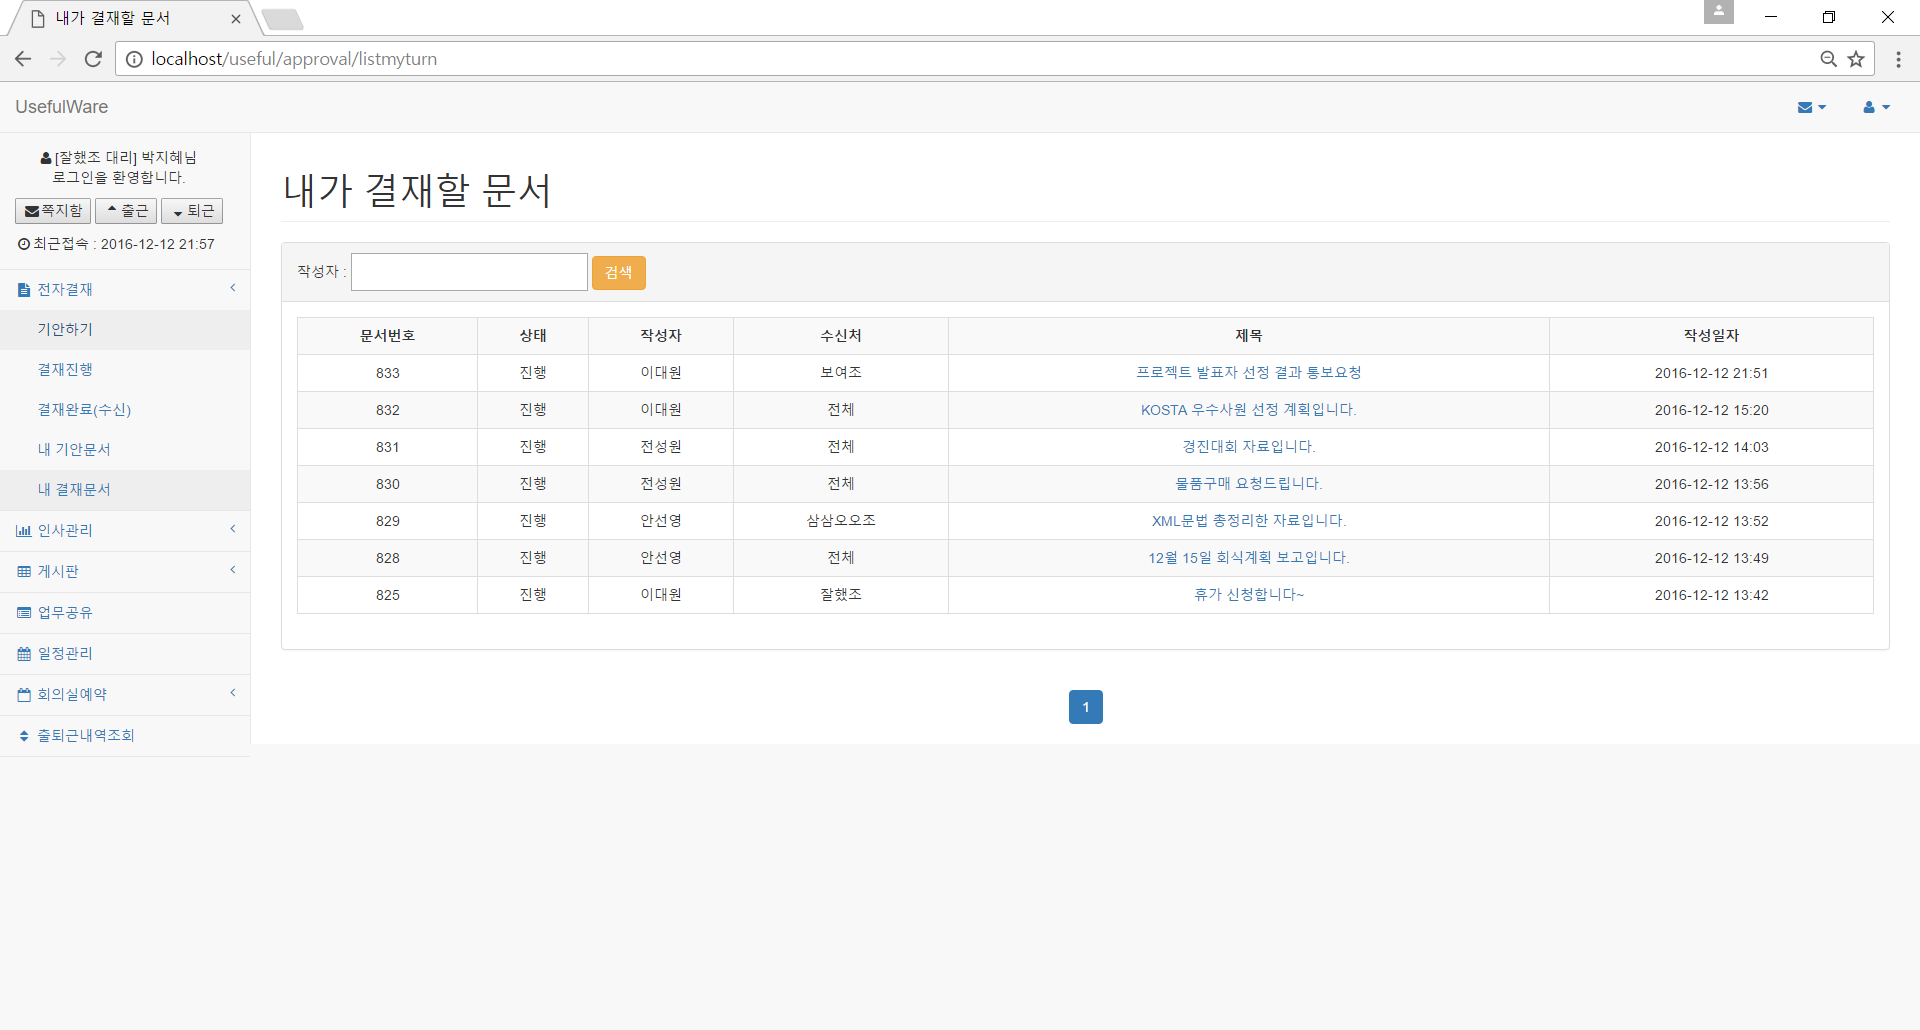 내가 결재할 문서
localhost/useful/approval/listmyturn
UsefulWare
[잘했조 대리] 박지혜님
로그인을 환영합니다.
쪽지함 출근 퇴근
최근접속 : 2016-12-12 21:57
전자결재
기안하기
결재진행
결재완료(수신)
내 기안문서
내 결재문서
인사관리
게시판
업무공유
일정관리
회의실예약
출퇴근내역조회
내가 결재할 문서
작성자 : 검색
문서번호 상태 작성자 수신처 제목 작성일자
833 진행 이대원 보여조 프로젝트 발표자 선정 결과 통보요청 2016-12-12 21:51
832 진행 이대원 전체 KOSTA 우수사원 선정 계획입니다. 2016-12-12 15:20
831 진행 전성원 전체 경진대회 자료입니다. 2016-12-12 14:03
830 진행 전성원 전체 물품구매 요청드립니다. 2016-12-12 13:56
829 진행 안선영 삼삼오오조 XML문법 총정리한 자료입니다. 2016-12-12 13:52
828 진행 안선영 전체 12월 15일 회식계획 보고입니다. 2016-12-12 13:49
825 진행 이대원 잘했조 휴가 신청합니다~ 2016-12-12 13:42
1